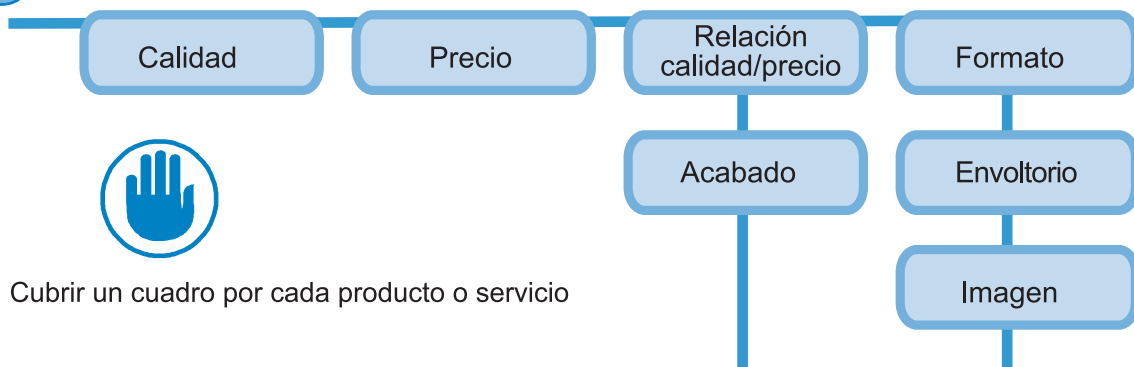 Calidad
Precio
Relación
calidad/precio
Formato
Acabado
Envoltorio
Cubrir un cuadro por cada producto o servicio
Imagen